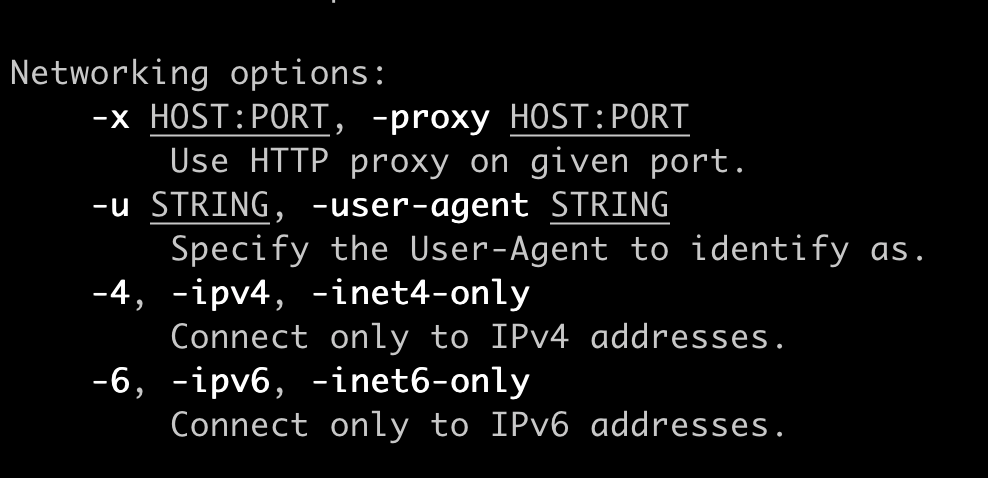 Networking options:
-x HOST:PORT, -proxy HOST:PORT
Use HTTP proxy on given port.
-u STRING, -user-agent STRING
Specify the User-Agent to identify as.
-4, -ipv4, -inet4-only
Connect only to IPv4 addresses.
-6, -ipv6, -inet6-only
Connect only to IPv6 addresses.